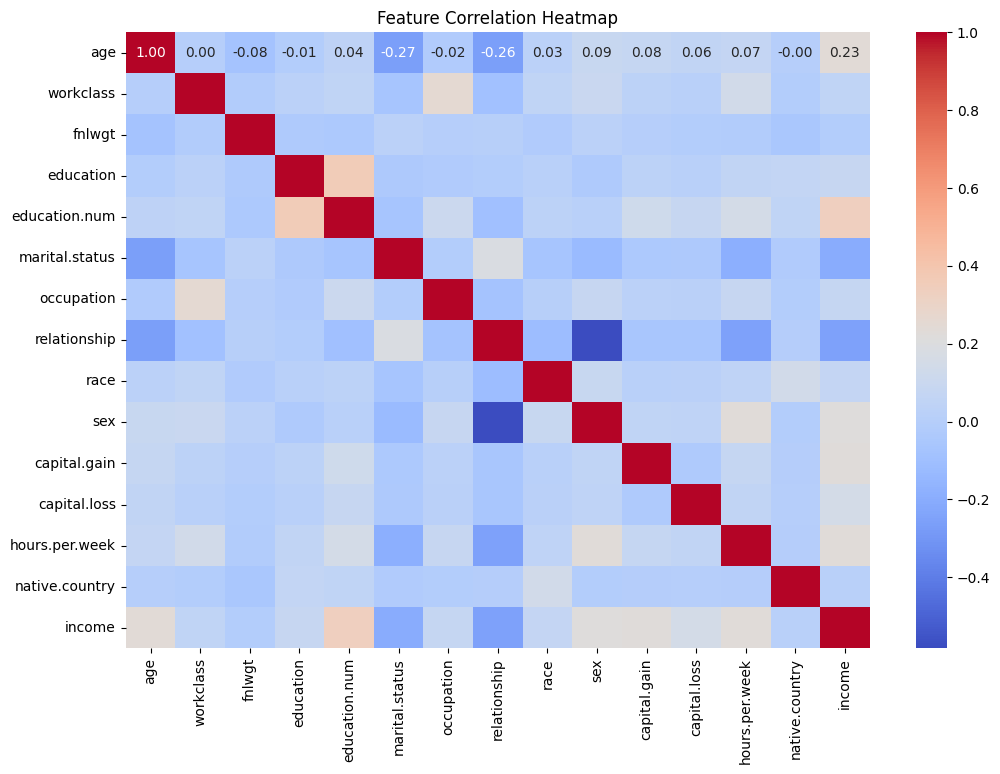 Feature Correlation Heatmap
age 1.00 0.00 -0.08 -0.01 0.04 -0.27 -0.02 -0.26 0.03 0.09 0.08 0.06 0.07 -0.00 0.23
workclass
fnlwgt
education
education.num
marital.status
occupation
relationship
race
sex
capital.gain
capital.loss
hours.per.week
native.country
income
age workclass fnlwgt education education.num marital.status occupation relationship race sex capital.gain capital.loss hours.per.week native.country income
1.0
0.8
0.6
0.4
0.2
0.0
−0.2
−0.4